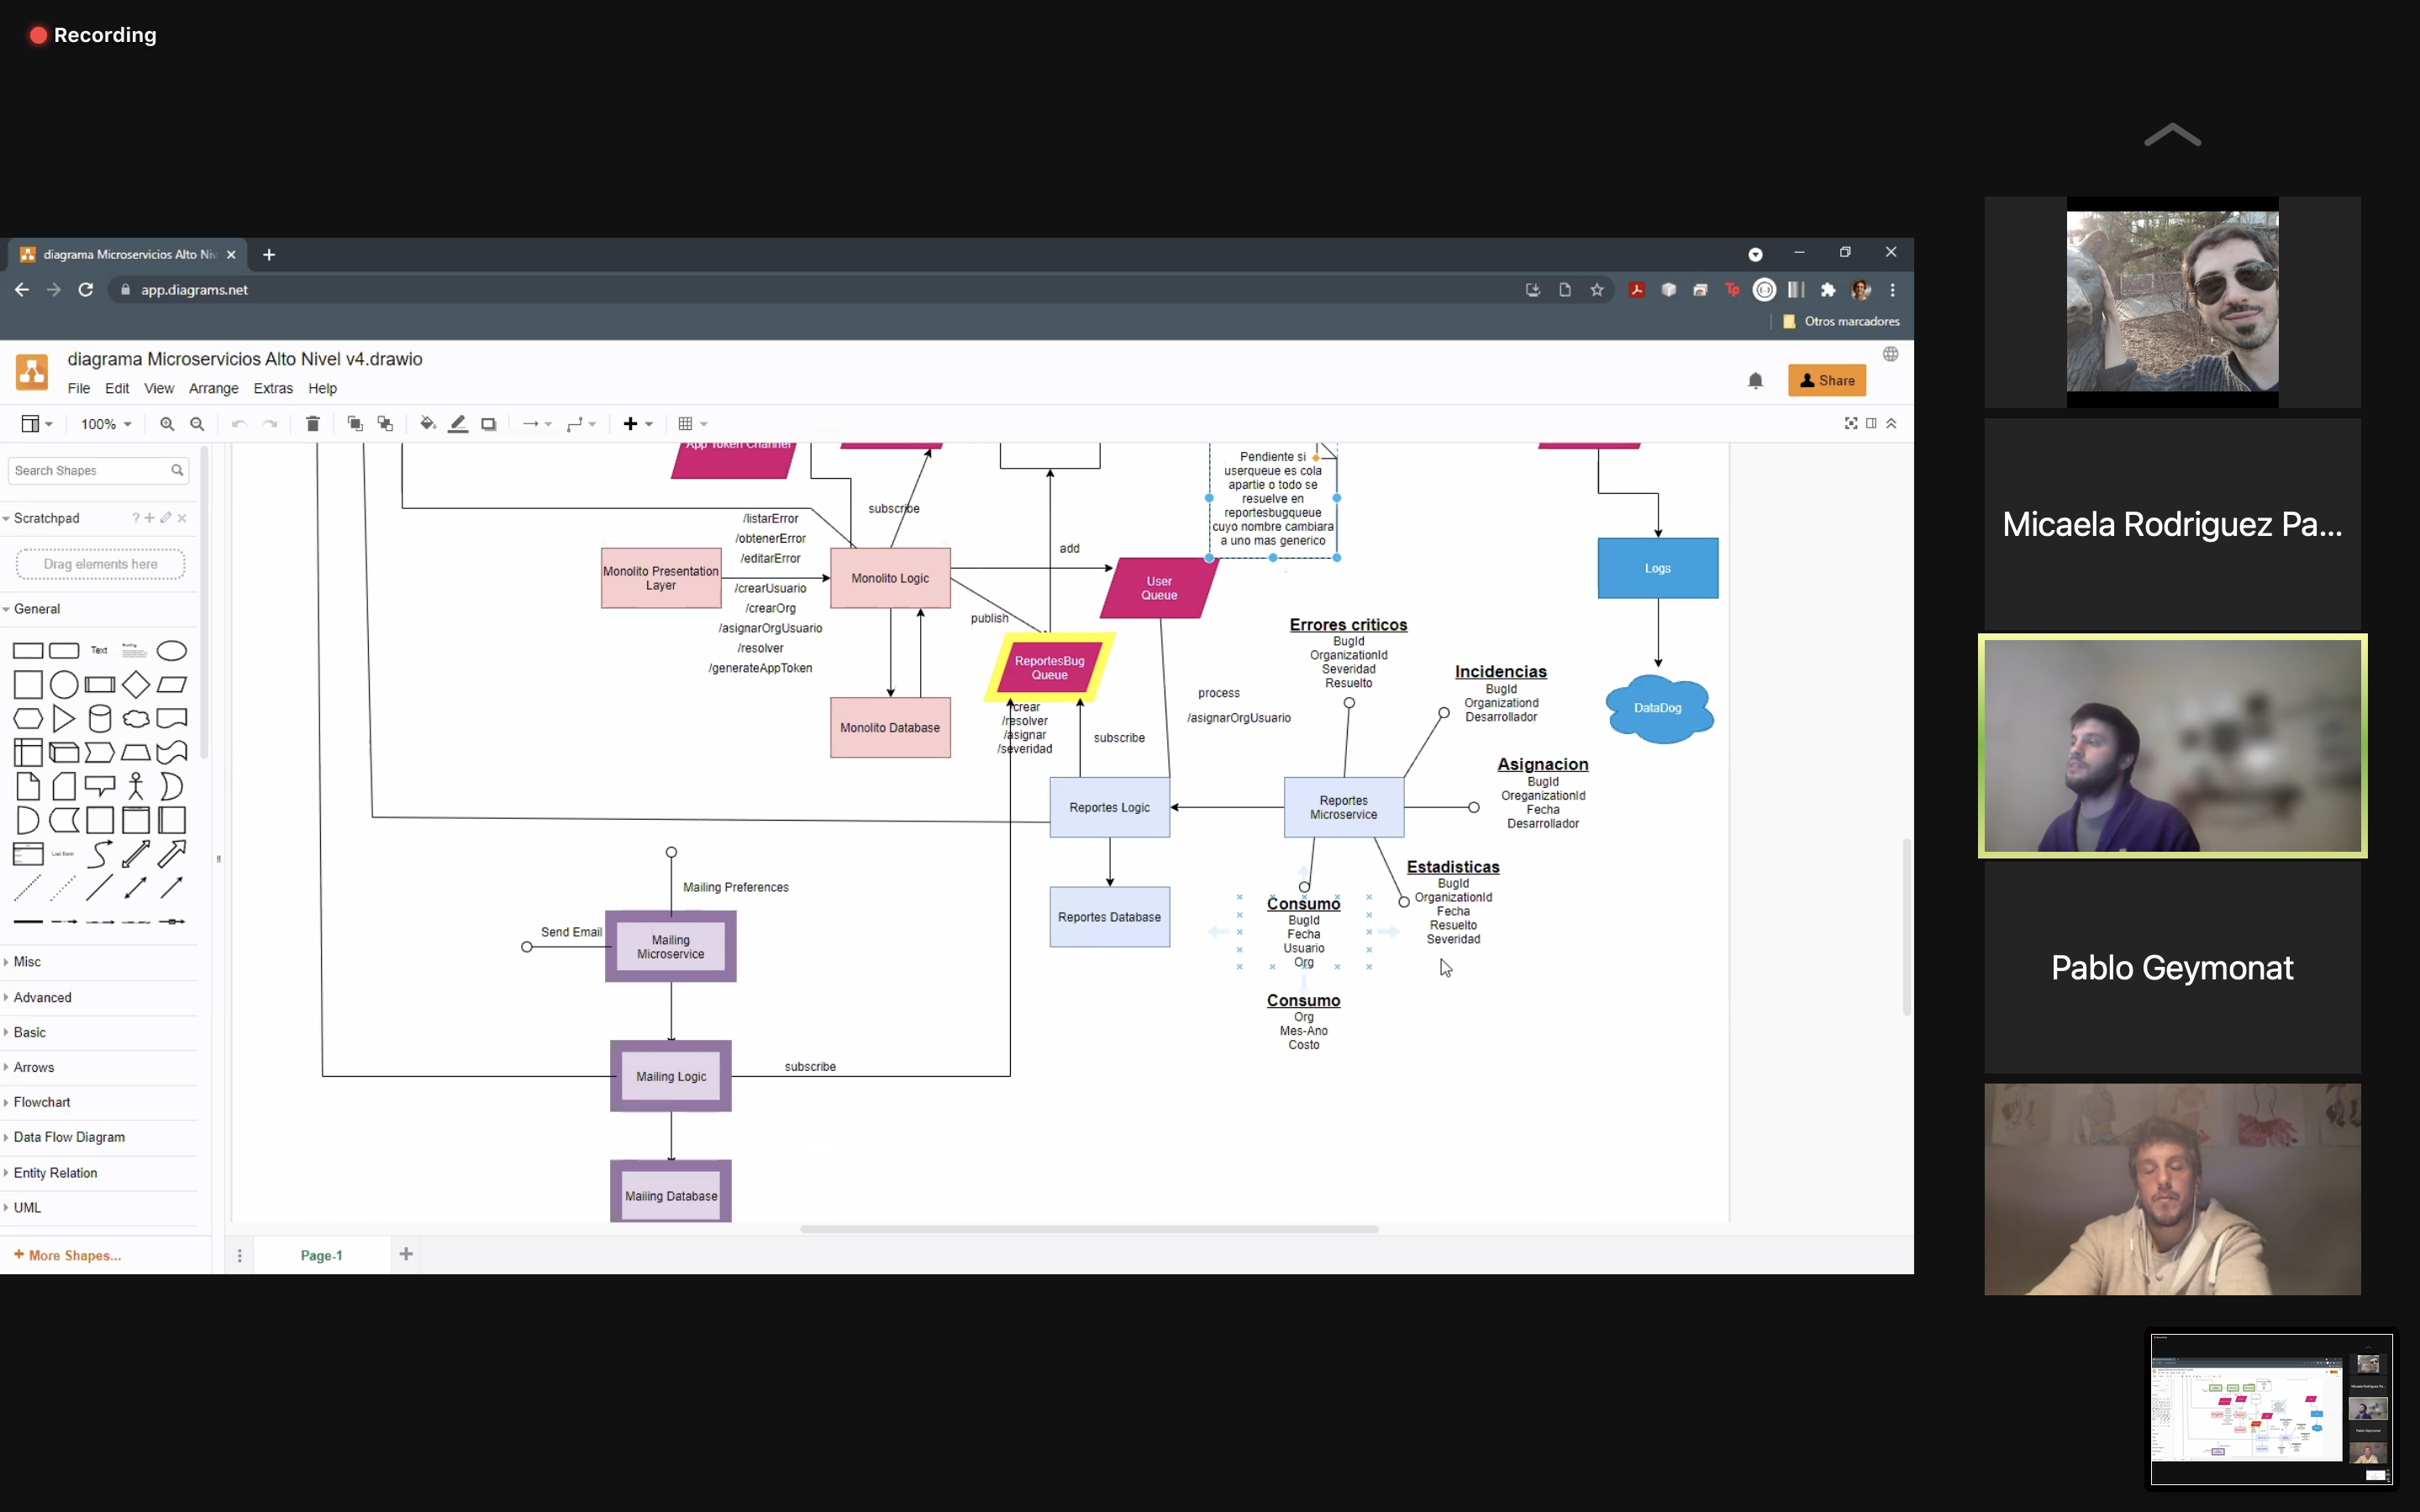 Recording
diagrama Microservicios Alto Niv
app.diagrams.net
Otros marcadores
diagrama Microservicios Alto Nivel v4.drawio
File Edit View Arrange Extras Help
Share
100%
Search Shapes
Scratchpad
Drag elements here
General
Text
Misc
Advanced
Basic
Arrows
Flowchart
Data Flow Diagram
Entity Relation
UML
+ More Shapes...
Page-1
App Token Channel
subscribe
/listarError
/obtenerError
/editarError
Monolito Presentation
Layer
/crearUsuario
/crearOrg
/asignarOrgUsuario
/resolver
/generateAppToken
Monolito Logic
Monolito Database
add
publish
Pendiente si
userqueue es cola
apartie o todo se
resuelve en
reportesbugqueue
cuyo nombre cambiara
a uno mas generico
User
Queue
ReportesBug
Queue
/crear
/resolver
/asignar
/severidad
subscribe
process
/asignarOrgUsuario
Logs
DataDog
Errores criticos
BugId
OrganizationId
Severidad
Resuelto
Incidencias
BugId
Organizationd
Desarrollador
Asignacion
BugId
OreganizationId
Fecha
Desarrollador
Reportes Logic
Reportes
Microservice
Reportes Database
Estadisticas
BugId
OrganizationId
Fecha
Resuelto
Severidad
Consumo
BugId
Fecha
Usuario
Org
Consumo
Org
Mes-Ano
Costo
Mailing Preferences
Send Email
Mailing
Microservice
Mailing Logic
subscribe
Mailing Database
Micaela Rodriguez Pa...
Pablo Geymonat